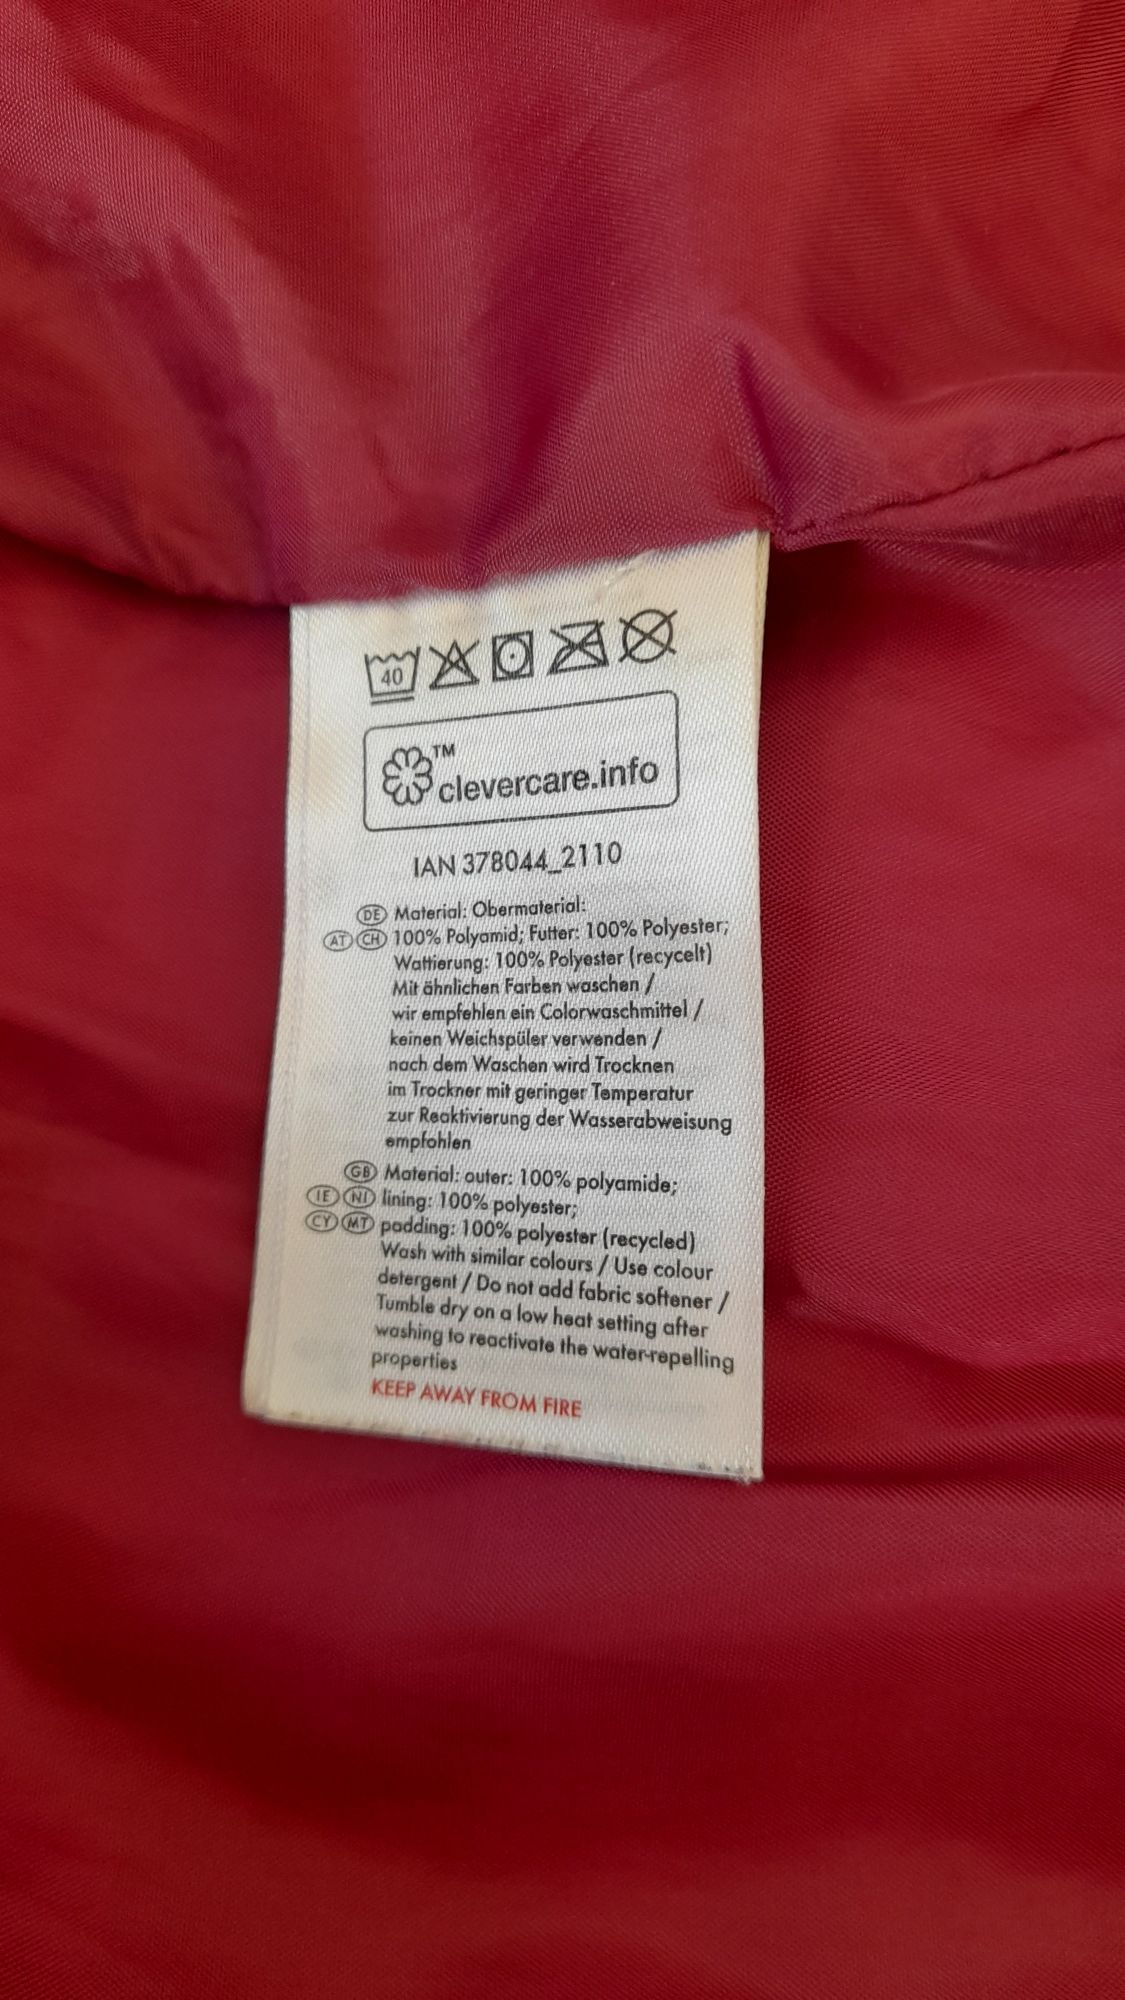 40
™
clevercare.info
IAN 378044_2110
DE Material: Obermaterial:
AT CH 100% Polyamid; Futter: 100% Polyester;
Wattierung: 100% Polyester (recycelt)
Mit ähnlichen Farben waschen /
wir empfehlen ein Colorwaschmittel /
keinen Weichspüler verwenden /
nach dem Waschen wird Trocknen
im Trockner mit geringer Temperatur
zur Reaktivierung der Wasserabweisung
empfohlen
GB Material: outer: 100% polyamide;
IE NI lining: 100% polyester;
CY MT padding: 100% polyester (recycled)
Wash with similar colours / Use colour
detergent / Do not add fabric softener /
Tumble dry on a low heat setting after
washing to reactivate the water-repelling
properties
KEEP AWAY FROM FIRE